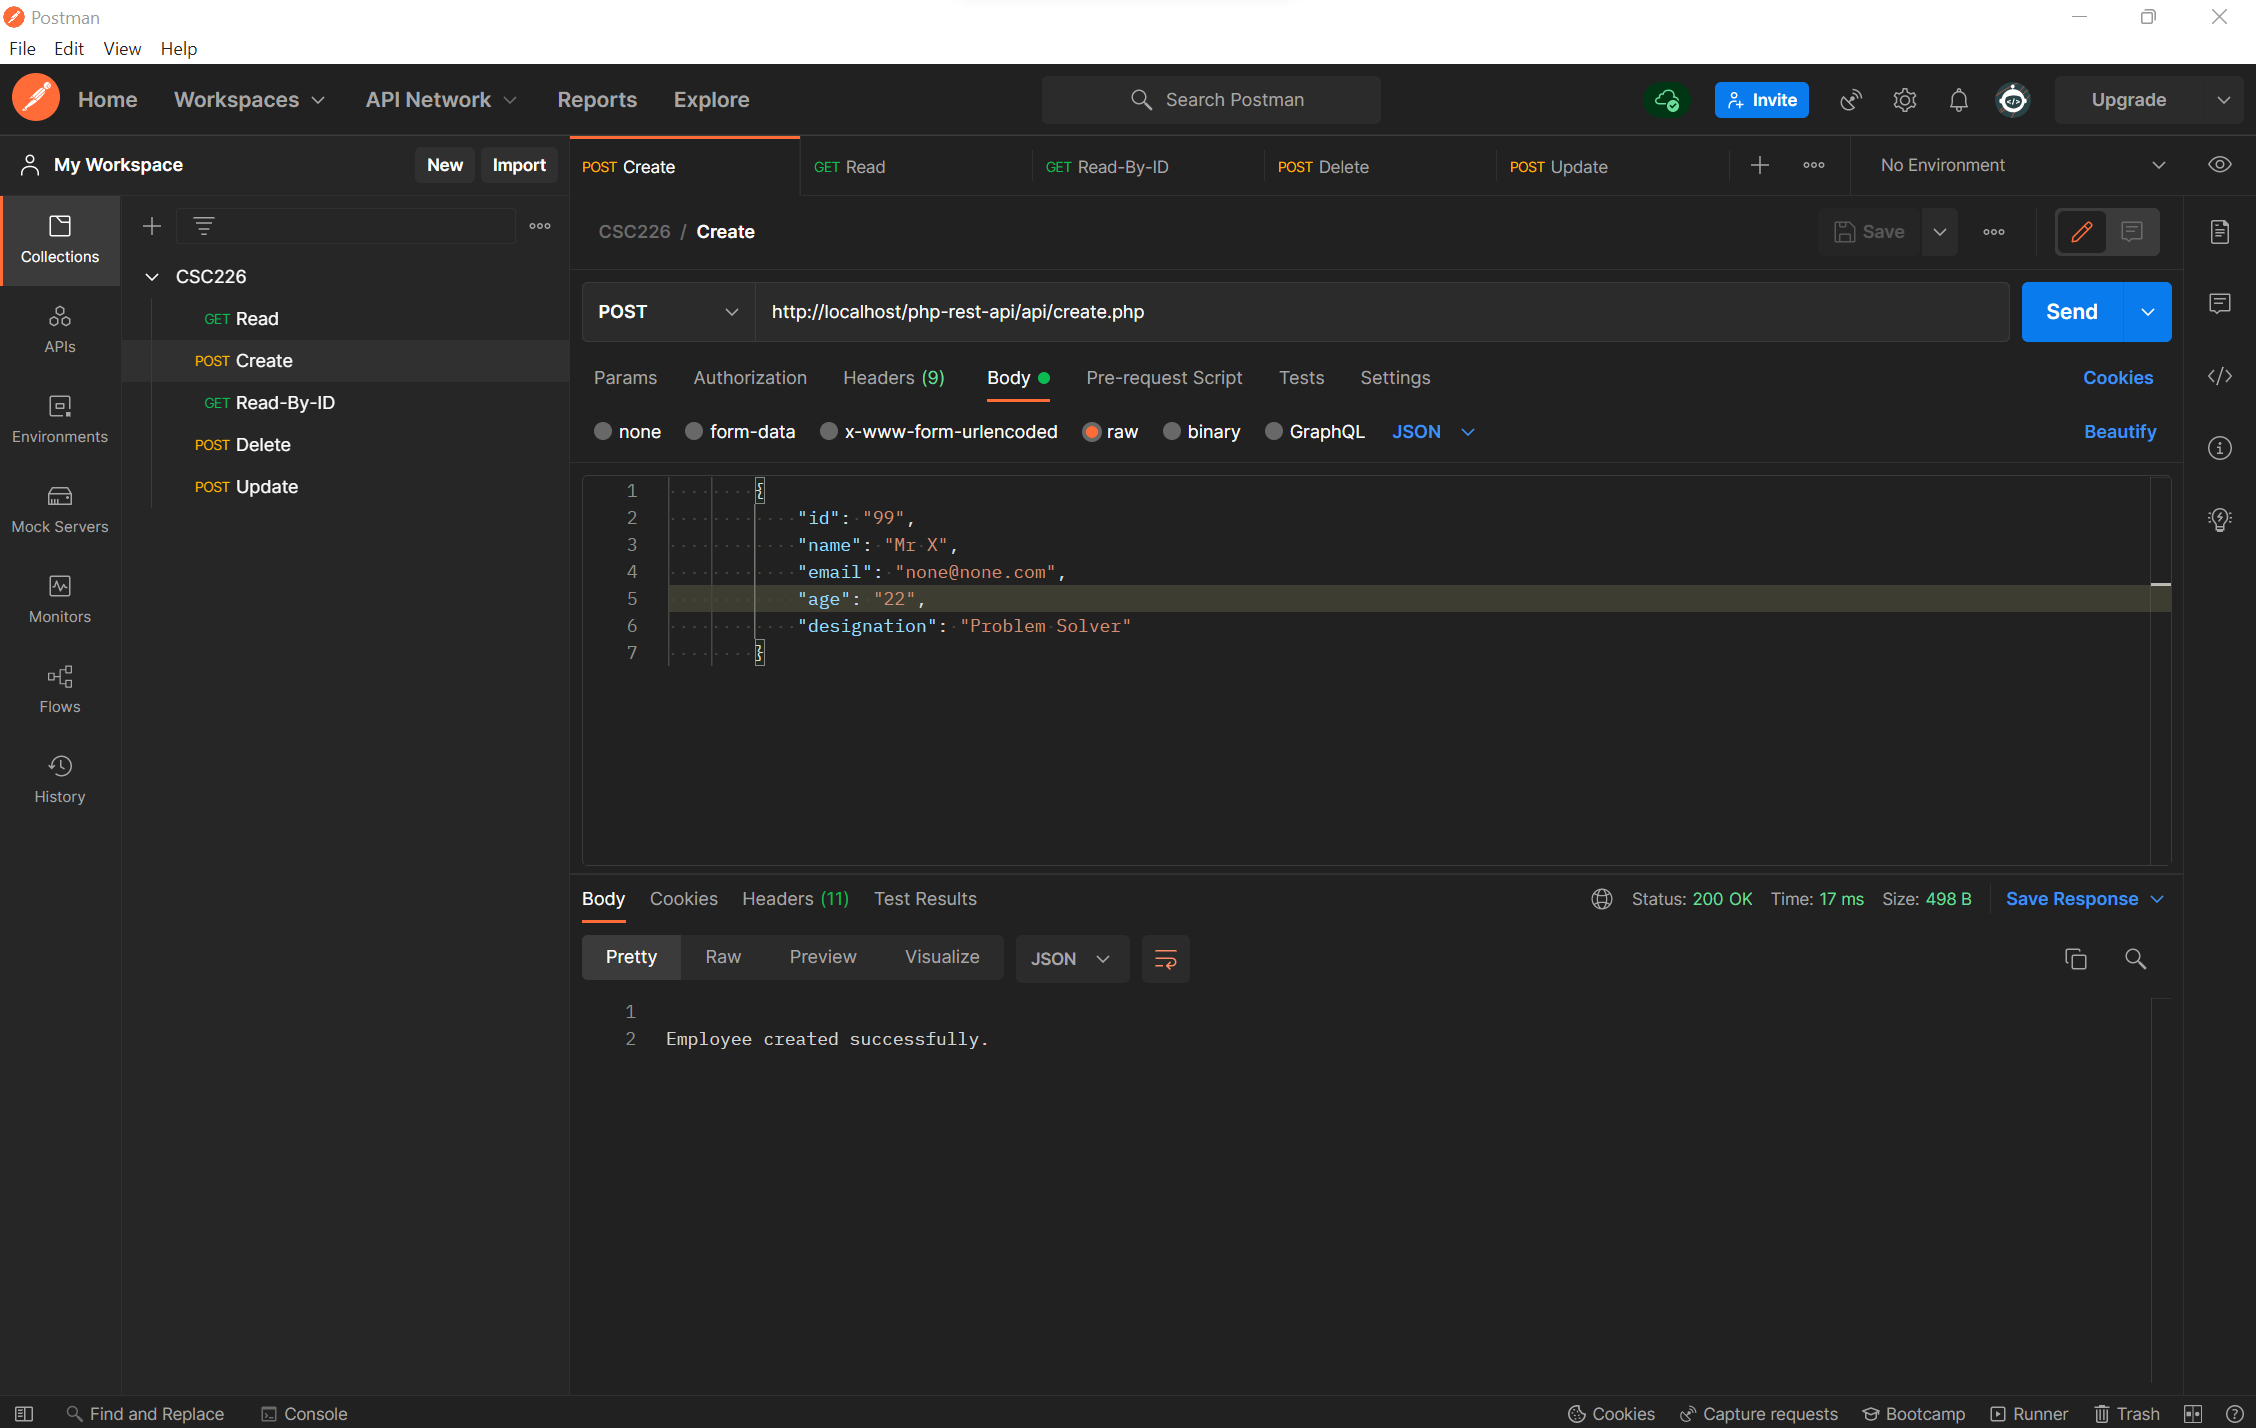 Postman
File Edit View Help
Home Workspaces API Network Reports Explore Search Postman Invite Upgrade
My Workspace New Import POST Create GET Read GET Read-By-ID POST Delete POST Update No Environment
Collections
APIs
Environments
Mock Servers
Monitors
Flows
History
CSC226
GET Read
POST Create
GET Read-By-ID
POST Delete
POST Update
CSC226 / Create Save
POST http://localhost/php-rest-api/api/create.php Send
Params Authorization Headers (9) Body Pre-request Script Tests Settings Cookies
none form-data x-www-form-urlencoded raw binary GraphQL JSON Beautify
1 {
2 "id": "99",
3 "name": "Mr X",
4 "email": "none@none.com",
5 "age": "22",
6 "designation": "Problem Solver"
7 }
Body Cookies Headers (11) Test Results Status: 200 OK Time: 17 ms Size: 498 B Save Response
Pretty Raw Preview Visualize JSON
1
2 Employee created successfully.
Find and Replace Console Cookies Capture requests Bootcamp Runner Trash